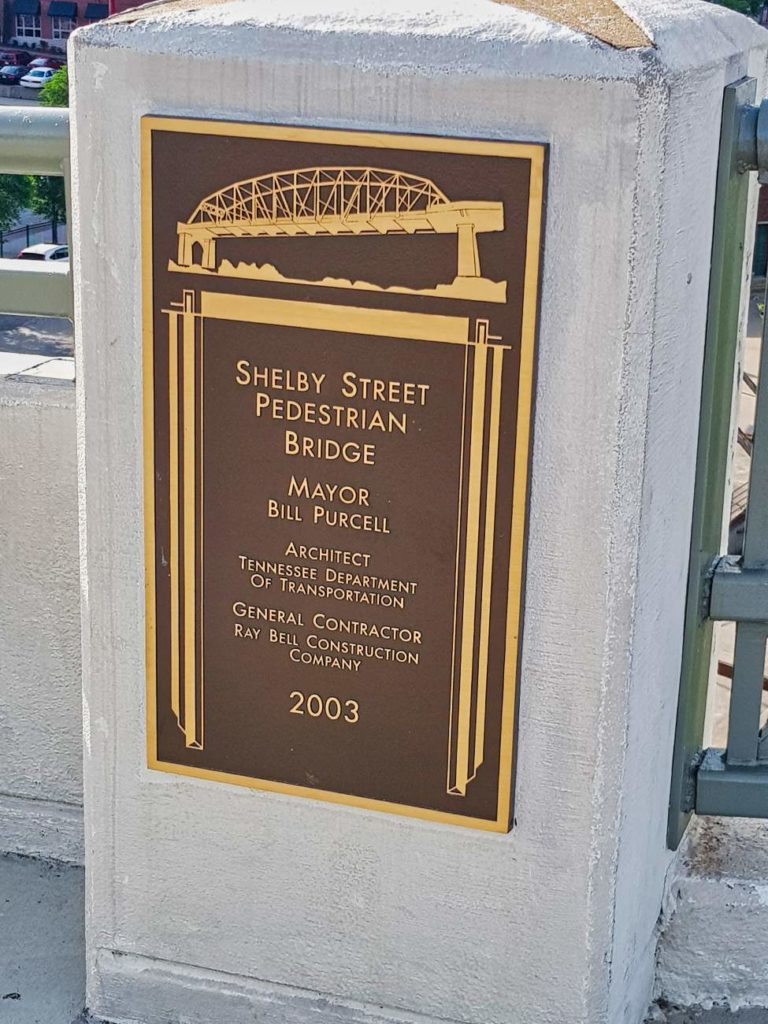 SHELBY STREET
PEDESTRIAN
BRIDGE
MAYOR
BILL PURCELL
ARCHITECT
TENNESSEE DEPARTMENT
OF TRANSPORTATION
GENERAL CONTRACTOR
RAY BELL CONSTRUCTION
COMPANY
2003